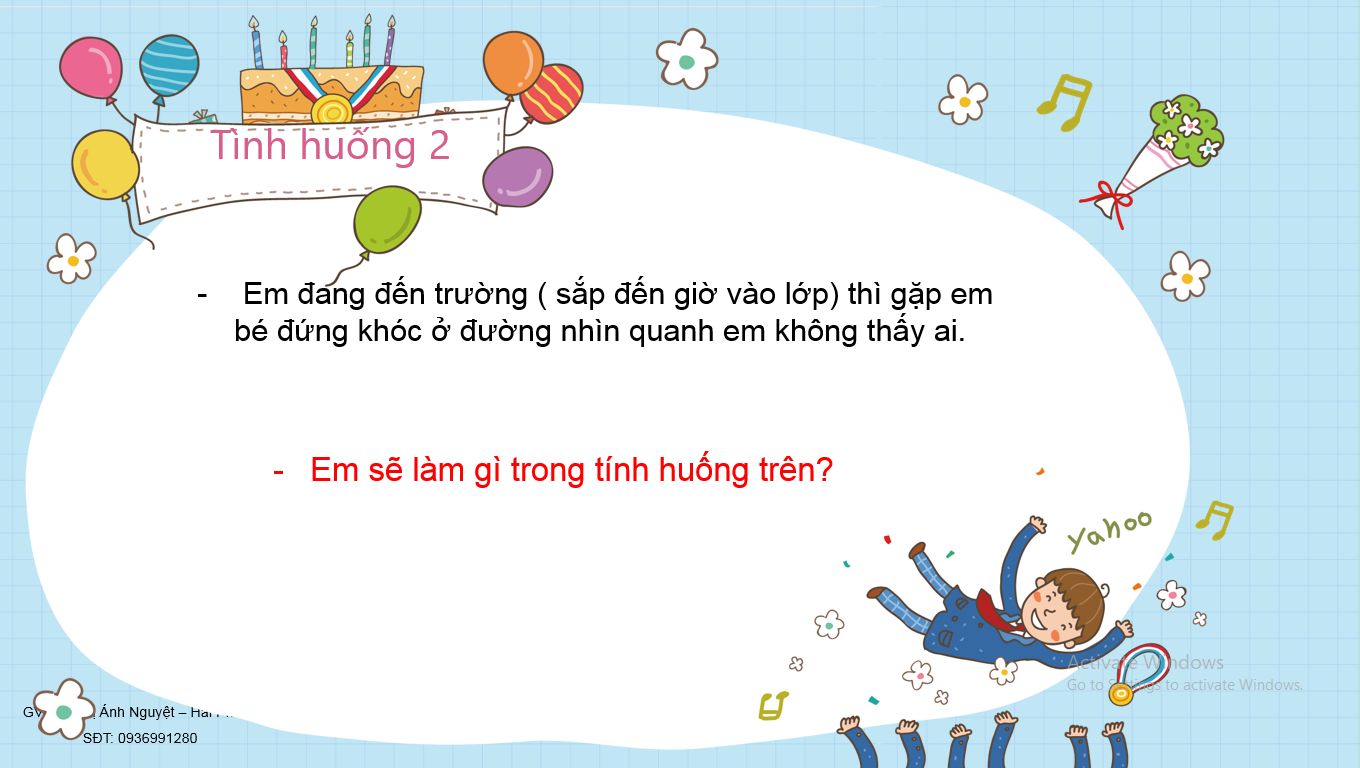 Tình huống 2
- Em đang đến trường ( sắp đến giờ vào lớp) thì gặp em
bé đứng khóc ở đường nhìn quanh em không thấy ai.
- Em sẽ làm gì trong tính huống trên?
Yahoo
Activate Windows
Go to Settings to activate Windows.
Ánh Nguyệt –
SĐT: 0936991280